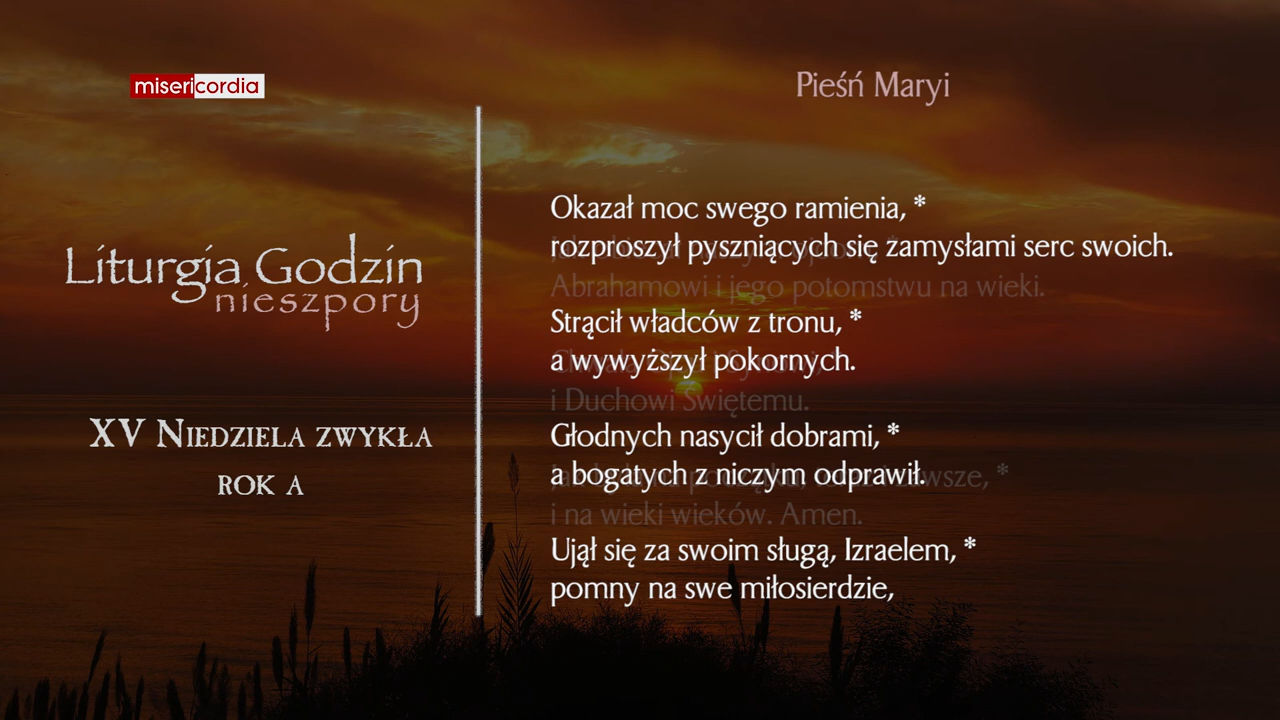 misericordia
Pieśń Maryi
Liturgia Godzin
nieszpory
XV Niedziela zwykła
rok A
Okazał moc swego ramienia, *
rozproszył pyszniących się zamysłami serc swoich.
Abrahamowi i jego potomstwu na wieki.
Strącił władców z tronu, *
a wywyższył pokornych.
i Duchowi Świętemu.
Głodnych nasycił dobrami, *
a bogatych z niczym odprawił.
i na wieki wieków. Amen.
Ujął się za swoim sługą, Izraelem, *
pomny na swe miłosierdzie,